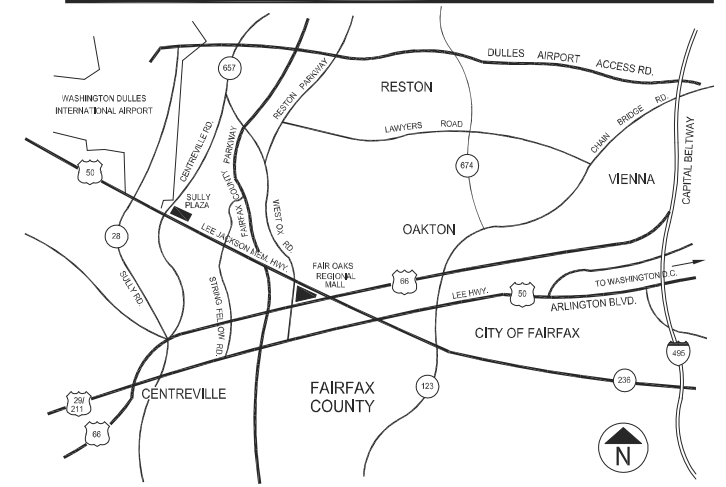 DULLES AIRPORT ACCESS RD.
657
RESTON PARKWAY
RESTON
WASHINGTON DULLES
INTERNATIONAL AIRPORT
CENTREVILLE RD.
LAWYERS ROAD
CHAIN BRIDGE RD.
CAPITAL BELTWAY
FAIRFAX COUNTY PARKWAY
50
674
VIENNA
SULLY
PLAZA
WEST OX RD.
OAKTON
28
LEE JACKSON MEM. HWY.
SULLY RD.
STRING FELLOW RD.
FAIR OAKS
REGIONAL
MALL
66
LEE HWY.
50
TO WASHINGTON D.C.
ARLINGTON BLVD.
CITY OF FAIRFAX
495
CENTREVILLE
FAIRFAX
COUNTY
123
236
29/
211
66
N